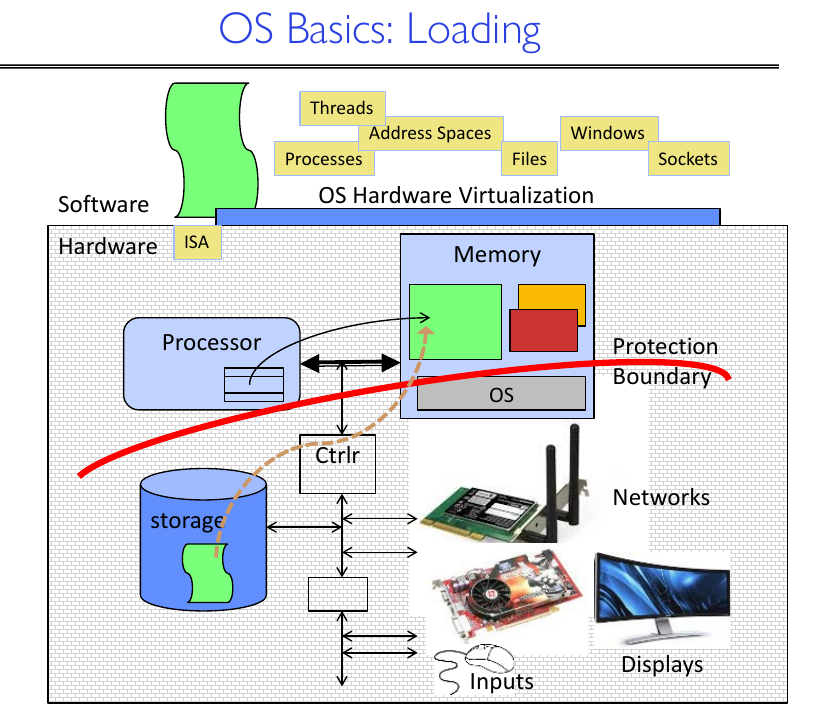 OS Basics: Loading
Threads
Address Spaces
Windows
Processes
Files
Sockets
OS Hardware Virtualization
Software
Hardware
ISA
Memory
Processor
Protection
Boundary
OS
Ctrlr
storage
Networks
Displays
Inputs